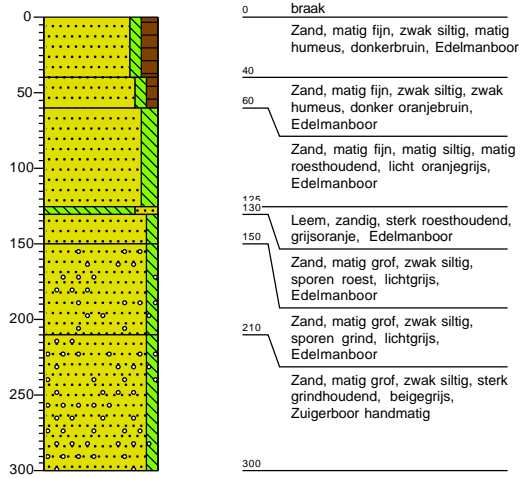 0
50
100
150
200
250
300
0 braak
Zand, matig fijn, zwak siltig, matig
humeus, donkerbruin, Edelmanboor
40
Zand, matig fijn, zwak siltig, zwak
humeus, donker oranjebruin,
Edelmanboor
60
Zand, matig fijn, matig siltig, matig
roesthoudend, licht oranjegrijs,
Edelmanboor
125
130
Leem, zandig, sterk roesthoudend,
grijsoranje, Edelmanboor
150
Zand, matig grof, zwak siltig,
sporen roest, lichtgrijs,
Edelmanboor
Zand, matig grof, zwak siltig,
sporen grind, lichtgrijs,
Edelmanboor
210
Zand, matig grof, zwak siltig, sterk
grindhoudend, beigegrijs,
Zuigerboor handmatig
300